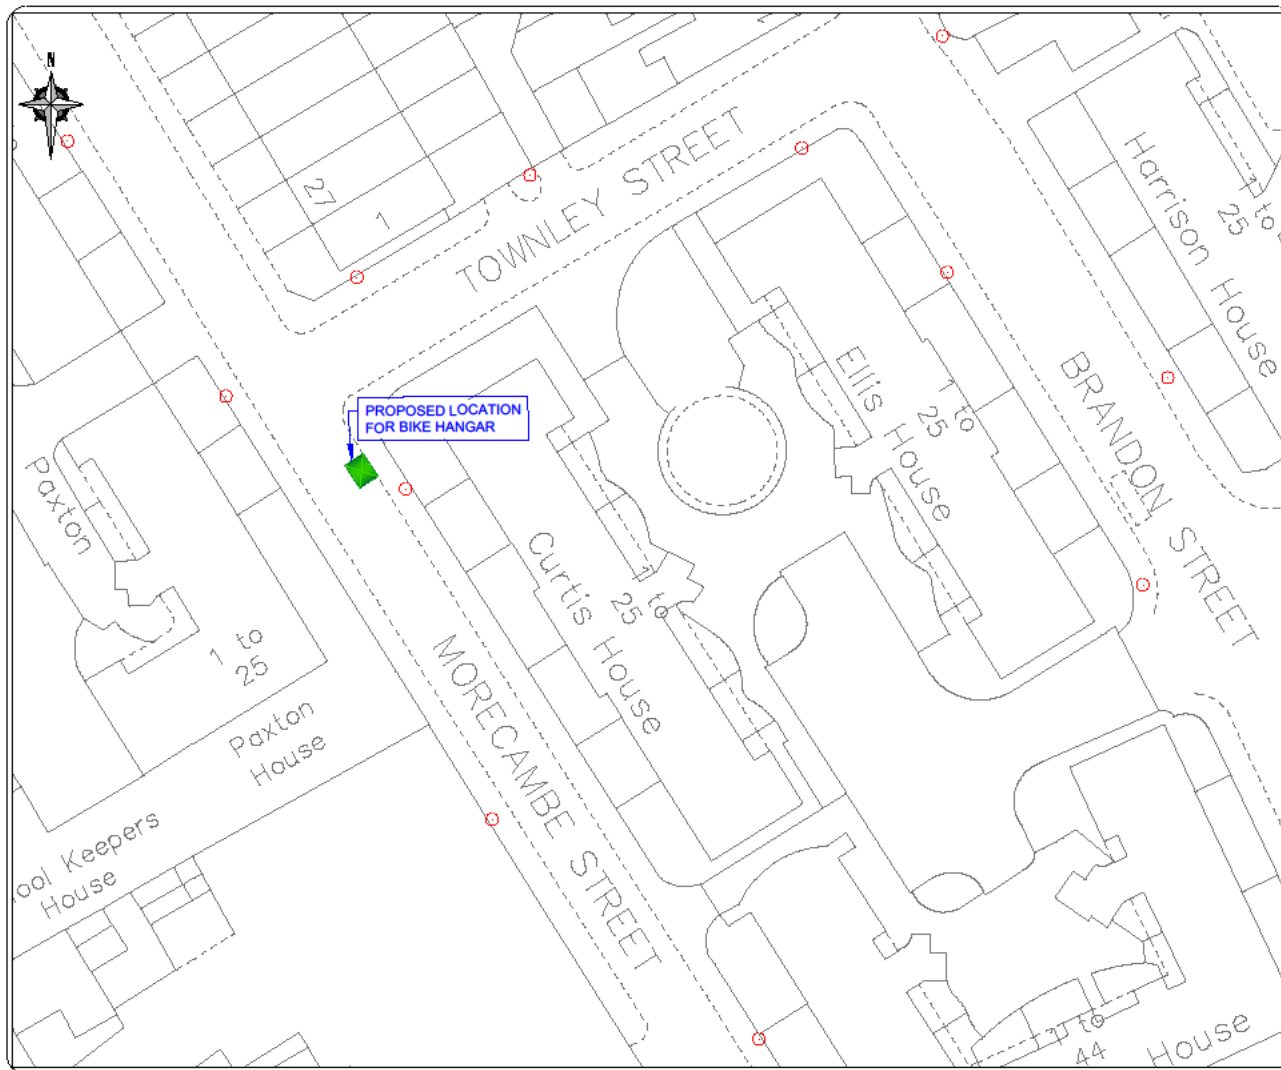 N
27
1
TOWNLEY STREET
Harrison House
1 to
25
PROPOSED LOCATION
FOR BIKE HANGAR
Ellis House
1 to
25
BRANDON STREET
Paxton
1 to
25
Paxton
House
Curtis House
1 to
25
MORECAMBE STREET
ool Keepers
House
1 to
44
House